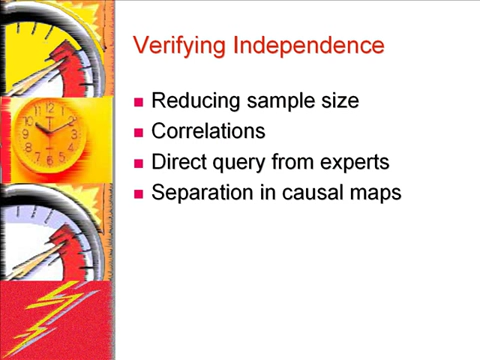 Verifying Independence
Reducing sample size
Correlations
Direct query from experts
Separation in causal maps